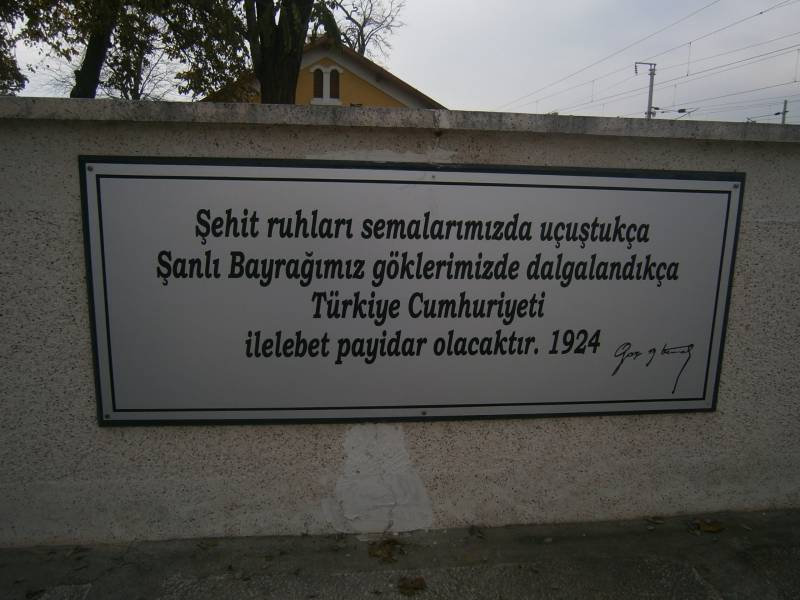 Şehit ruhları semalarımızda uçuştukça
Şanlı Bayrağımız göklerimizde dalgalandıkça
Türkiye Cumhuriyeti
ilelebet payidar olacaktır. 1924